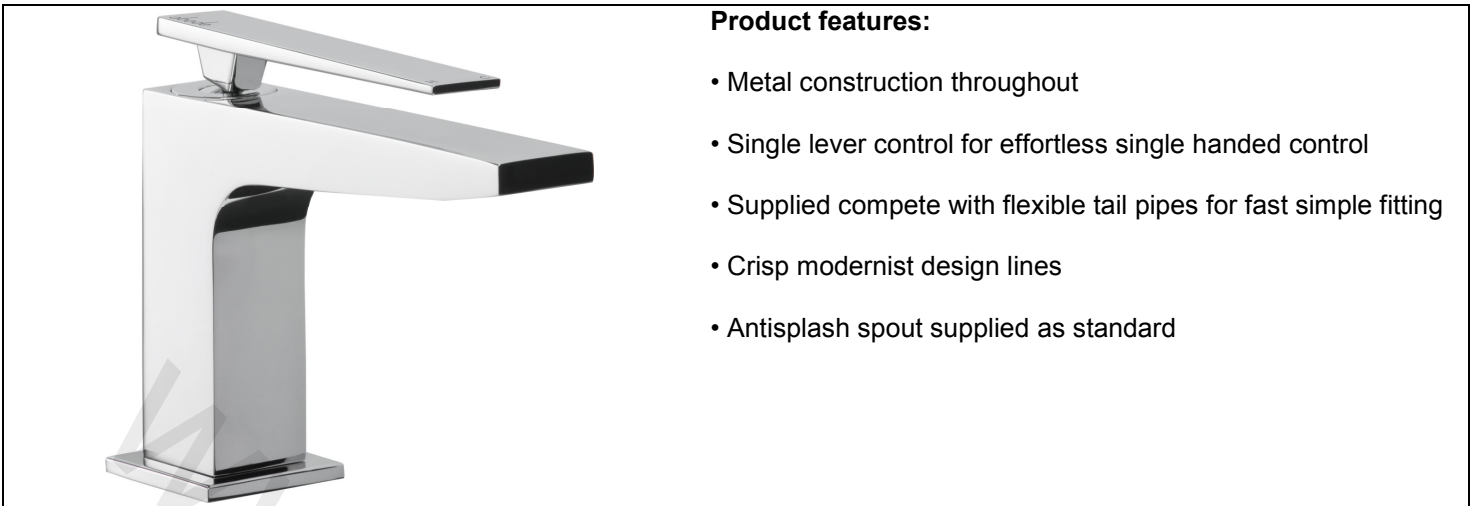 Product features:
• Metal construction throughout
• Single lever control for effortless single handed control
• Supplied compete with flexible tail pipes for fast simple fitting
• Crisp modernist design lines
• Antisplash spout supplied as standard